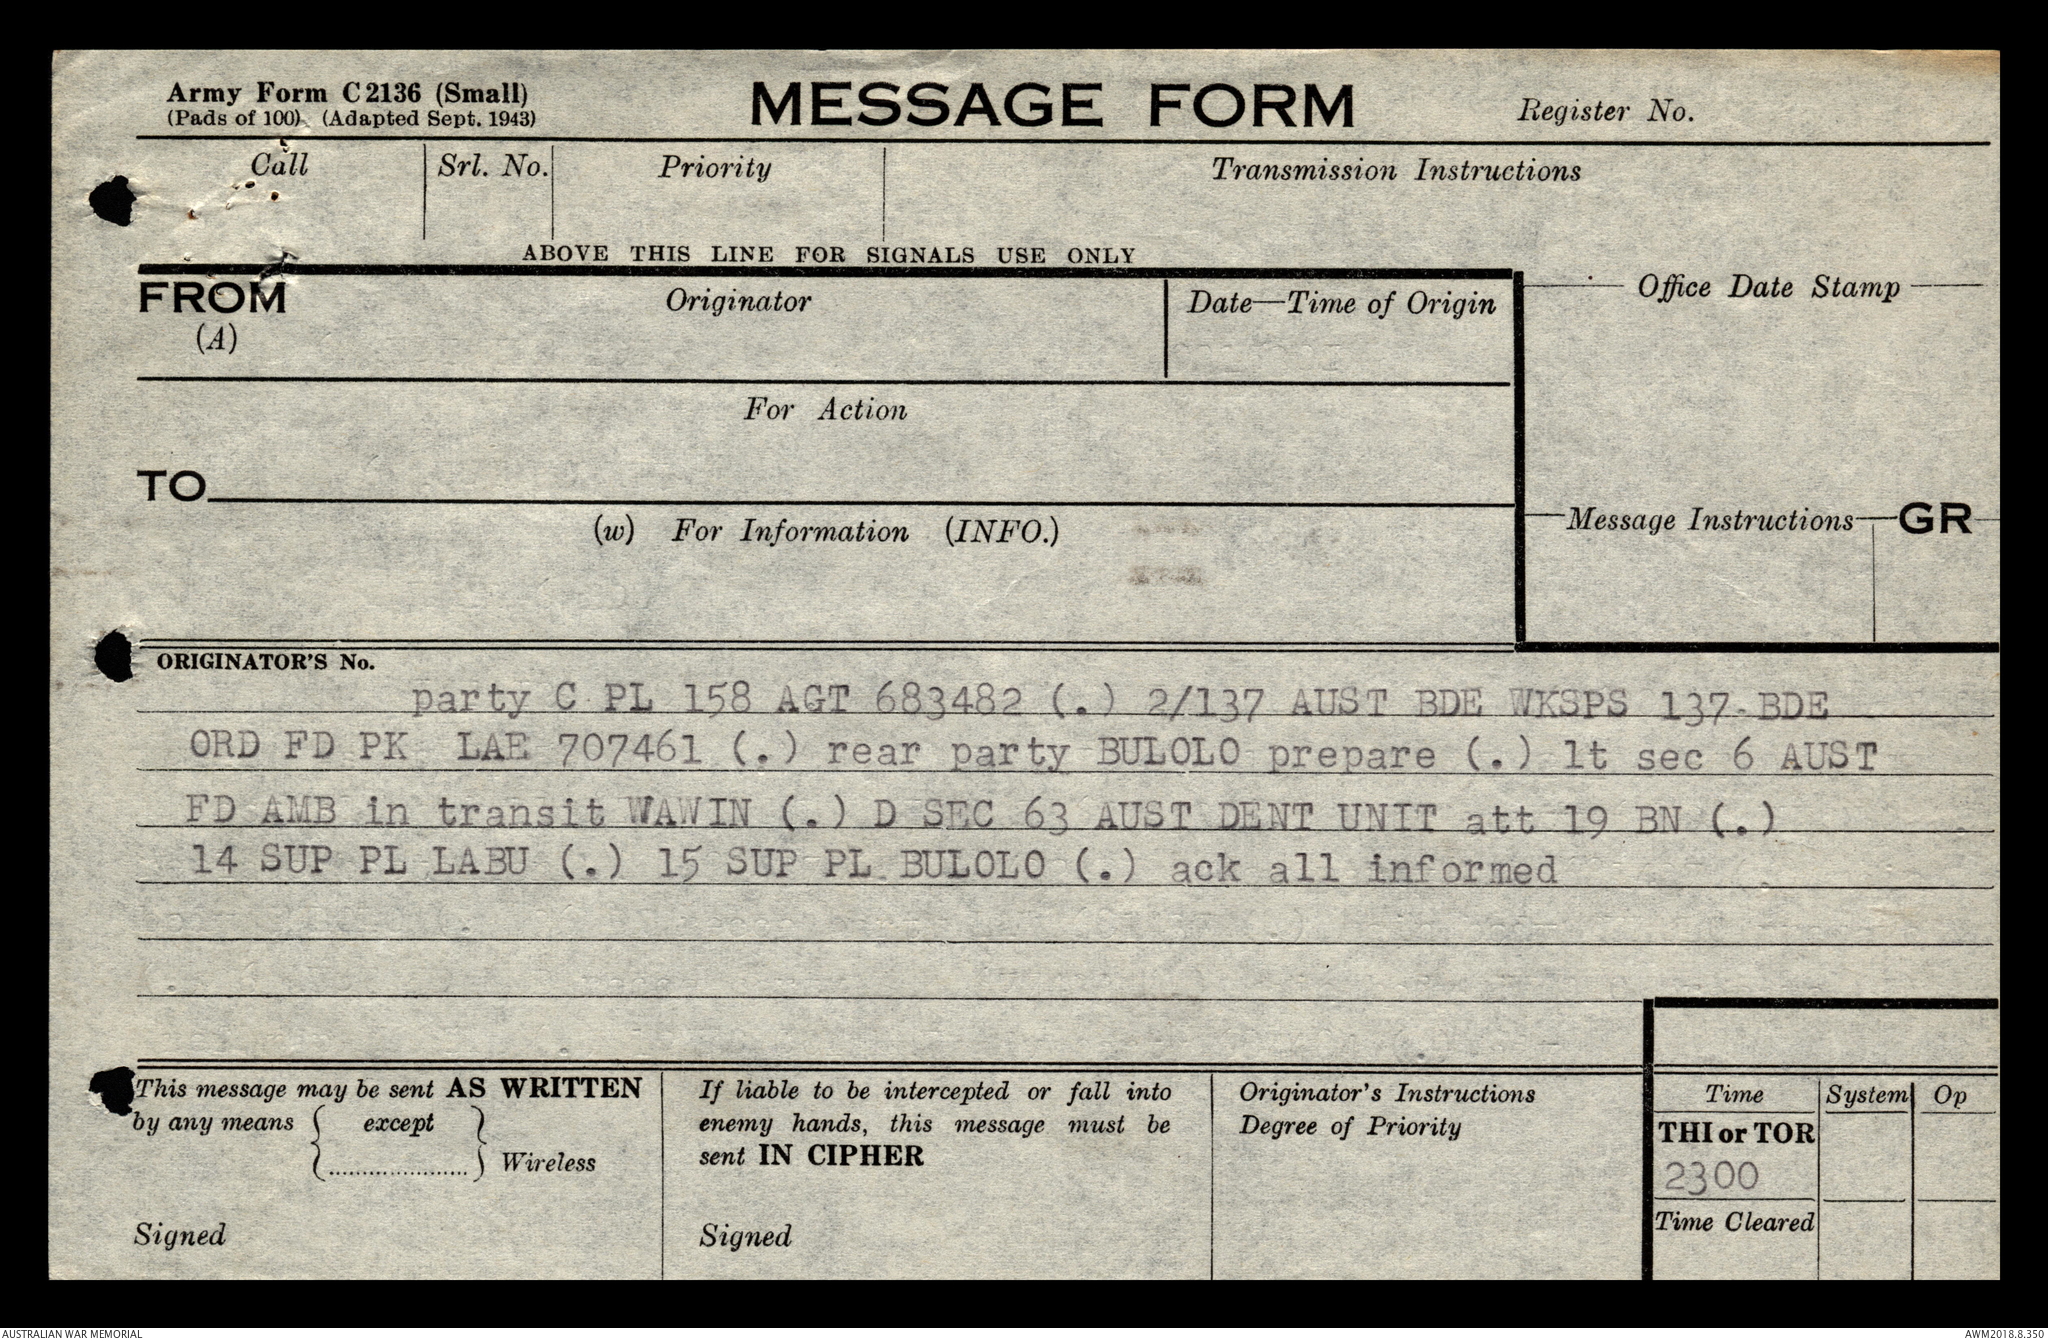 Army Form C 2136 (Small)
(Pads of 100) (Adapted Sept. 1943)
MESSAGE FORM
Register No.
Call
Srl. No.
Priority
Transmission Instructions
ABOVE THIS LINE FOR SIGNALS USE ONLY
FROM
(A)
Originator
Date—Time of Origin
Office Date Stamp
For Action
TO
(w) For Information (INFO.)
Message Instructions
GR
ORIGINATOR'S No.
party C PL 158 AGT 683482 (.) 2/137 AUST BDE WKSPS 137 BDE
ORD FD PK LAE 707461 (.) rear party BULOLO prepare (.) lt sec 6 AUST
FD AMB in transit WAWIN (.) D SEC 63 AUST DENT UNIT att 19 BN (.)
14 SUP PL LABU (.) 15 SUP PL BULOLO (.) ack all informed
This message may be sent AS WRITTEN
by any means { except }
{......................} Wireless
Signed
If liable to be intercepted or fall into
enemy hands, this message must be
sent IN CIPHER
Signed
Originator's Instructions
Degree of Priority
Time
System
Op
THI or TOR
2300
Time Cleared
AUSTRALIAN WAR MEMORIAL
AWM2018.8.350